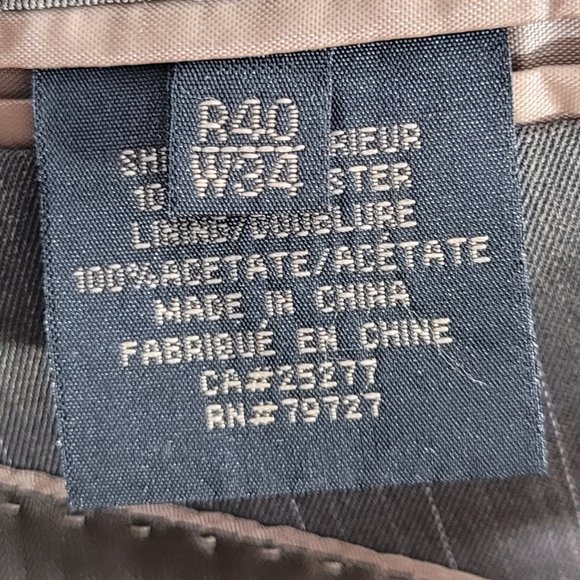 R40
W34
LINING/DOUBLURE
100%ACETATE/ACÉTATE
MADE IN CHINA
FABRIQUÉ EN CHINE
CA#25277
RN#79727